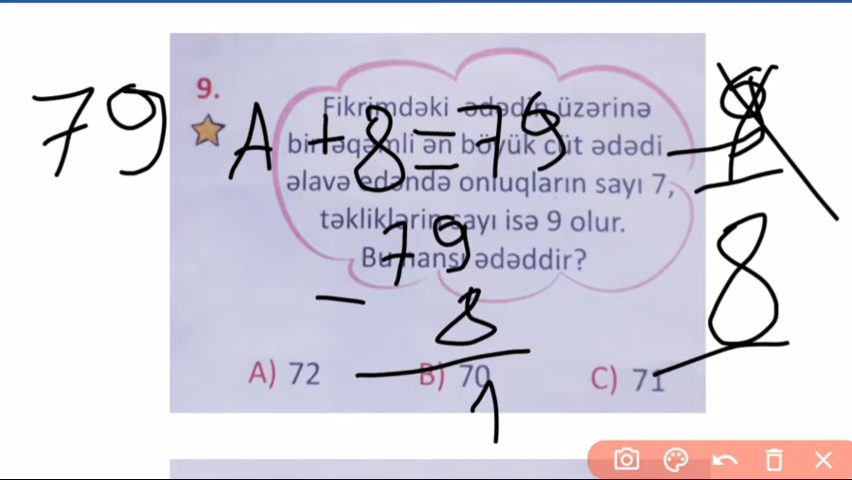 9.
Fikrimdəki ədədin üzərinə
birrəqəmli ən böyük cüt ədədi
əlavə edəndə onluqların sayı 7,
təkliklərin sayı isə 9 olur.
Bu hansı ədəddir?
A) 72 B) 70 C) 71
79
A + 8 = 79
79
- 8
1
8